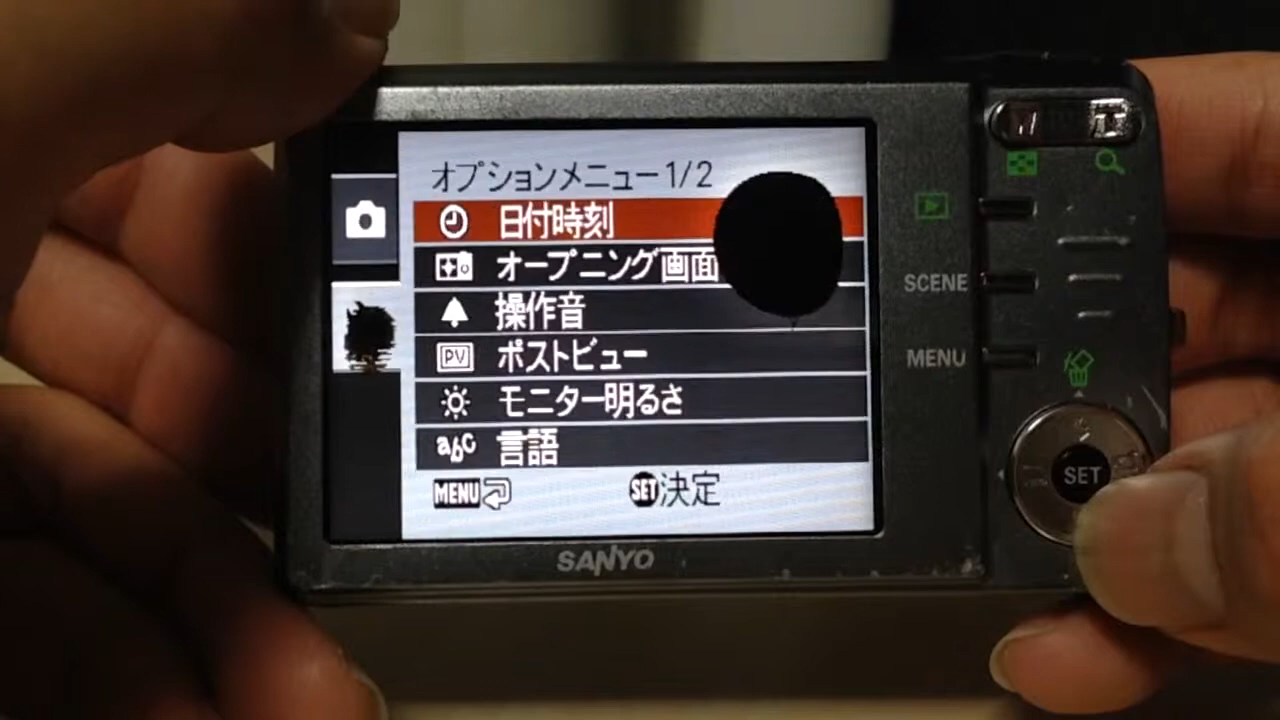 W T
オプションメニュー1/2
日付時刻
オープニング画面
操作音
PV ポストビュー
モニター明るさ
abc 言語
MENU SET決定
SCENE
MENU
SET
SANYO